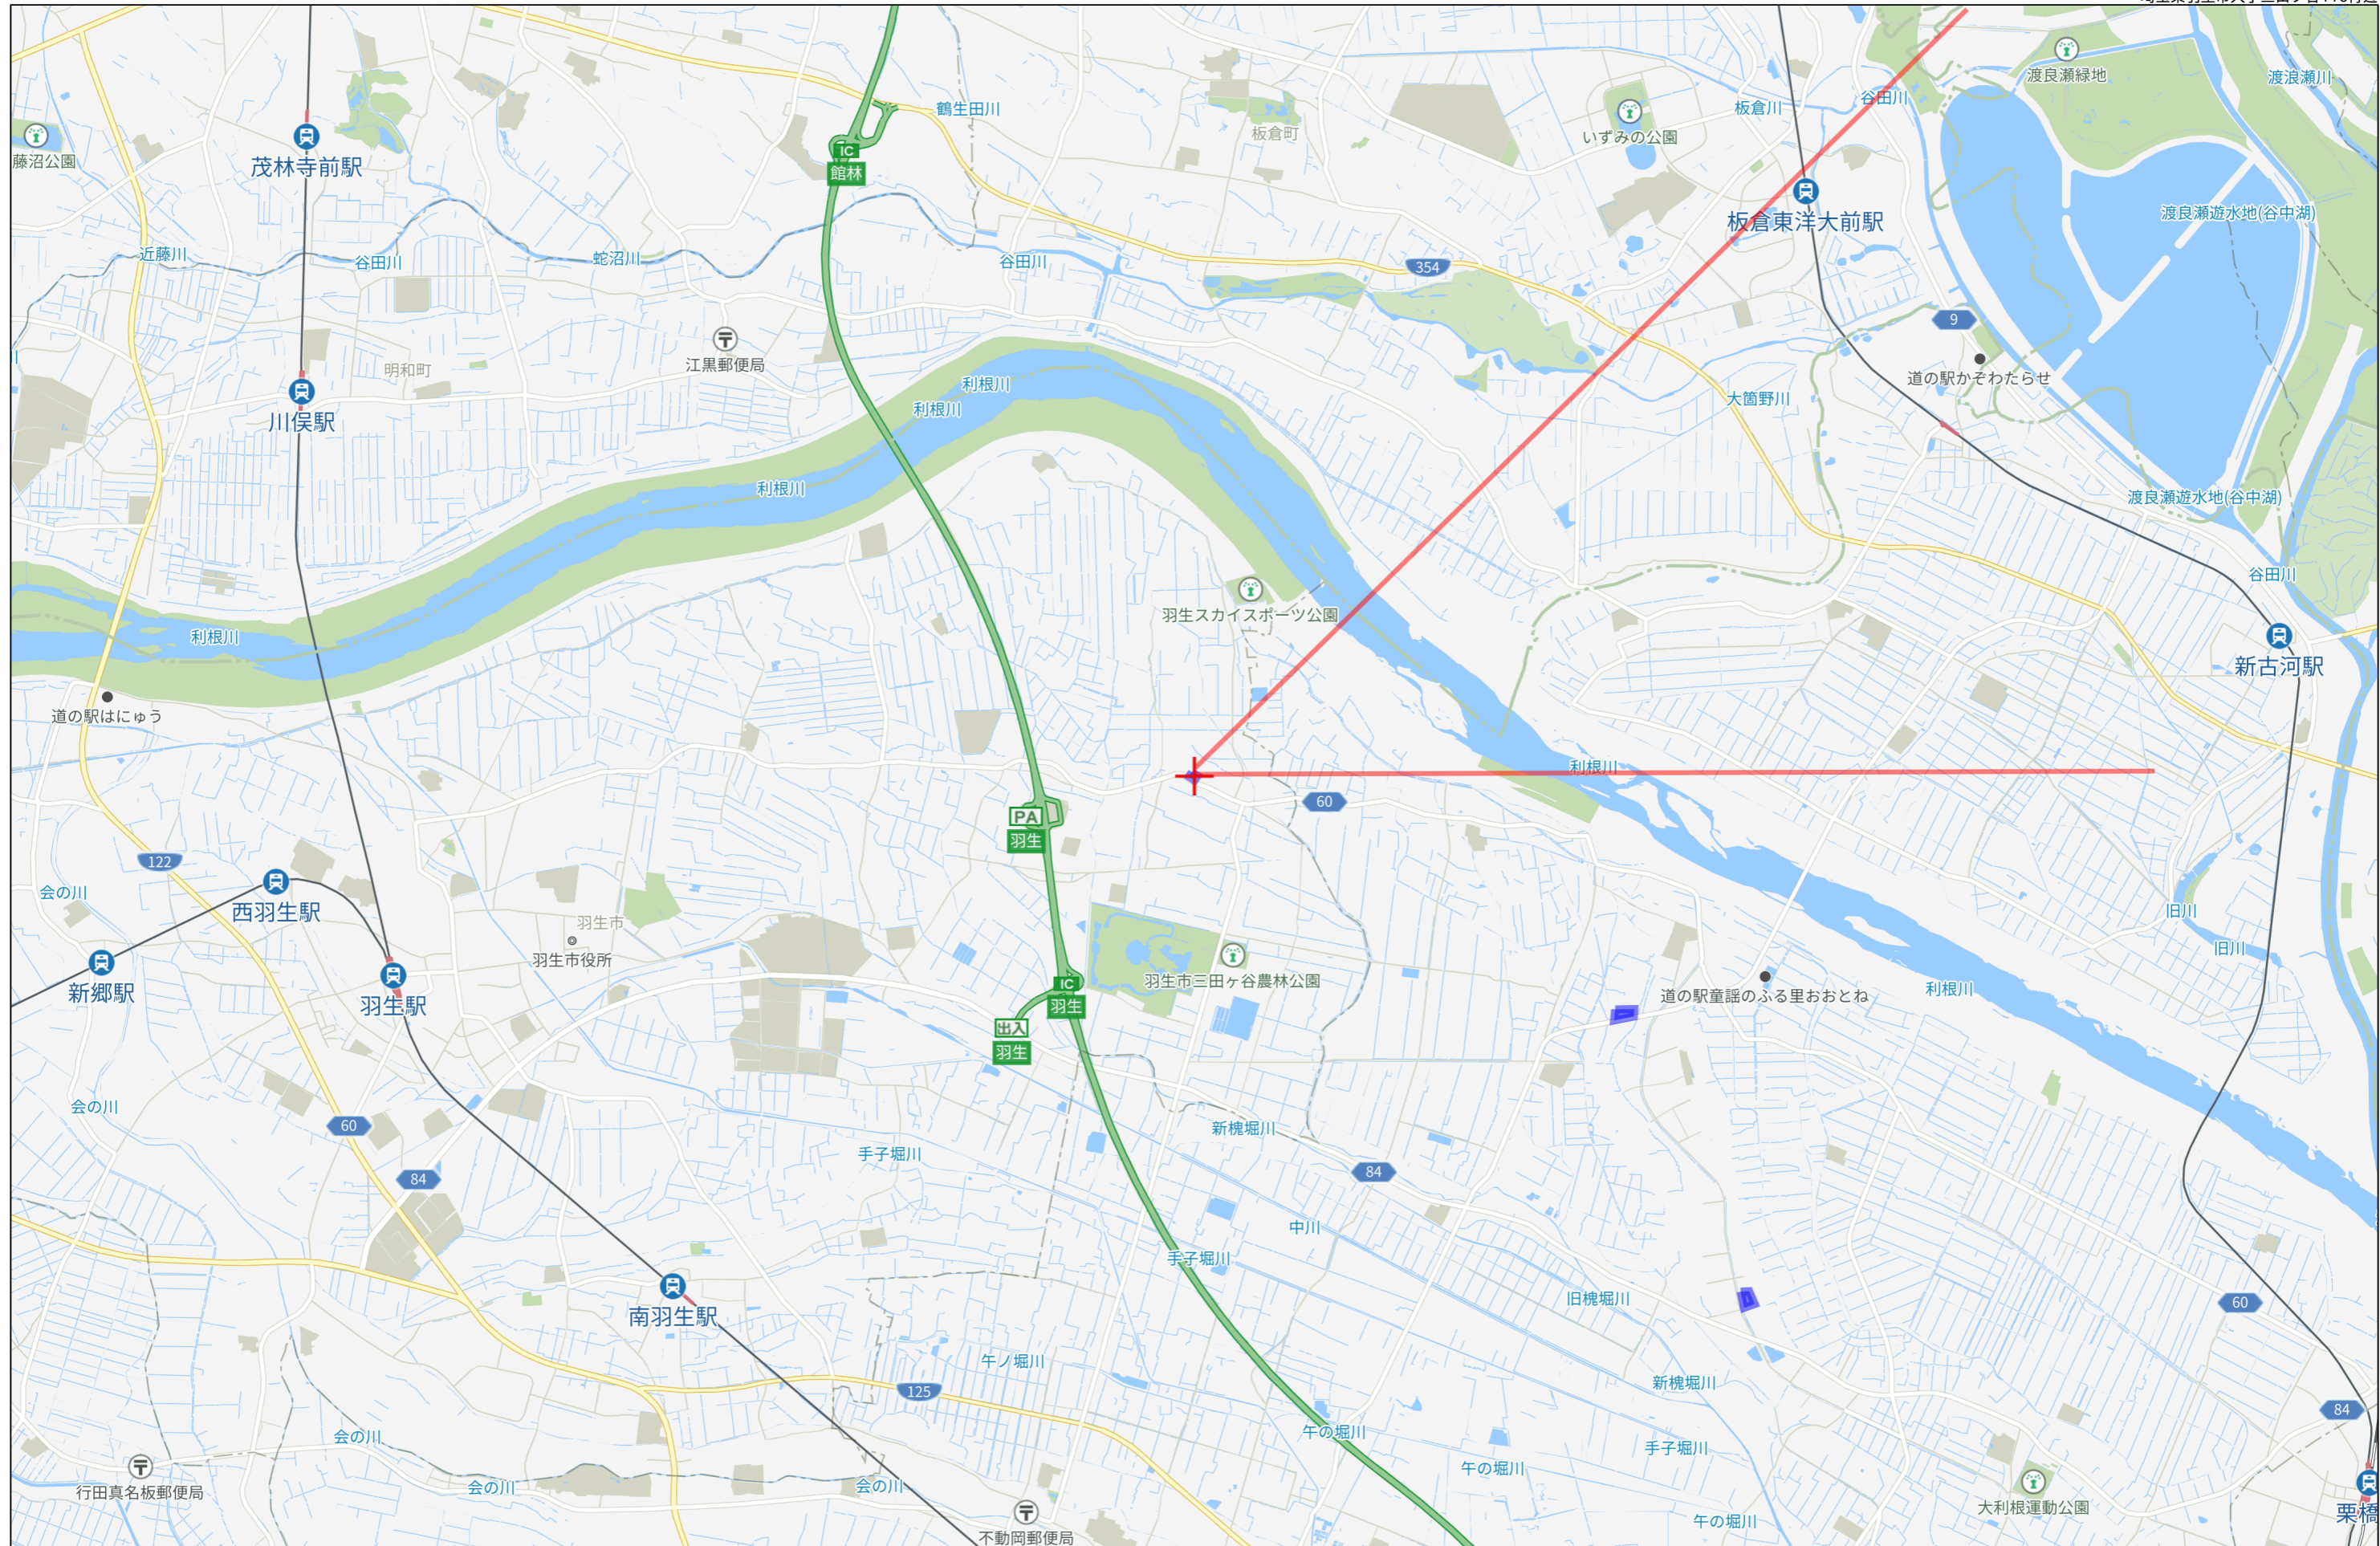 渡良瀬緑地
渡浪瀬川
谷田川
板倉川
鶴生田川
板倉町
いずみの公園
藤沼公園
茂林寺前駅
IC
館林
板倉東洋大前駅
渡良瀬遊水地(谷中湖)
近藤川
谷田川
蛇沼川
谷田川
354
9
江黒郵便局
明和町
道の駅かぞわたらせ
利根川
利根川
大箇野川
川俣駅
利根川
渡良瀬遊水地(谷中湖)
谷田川
羽生スカイスポーツ公園
利根川
新古河駅
道の駅はにゅう
利根川
60
PA
羽生
122
会の川
西羽生駅
羽生市
旧川
羽生市役所
旧川
新郷駅
羽生駅
羽生市三田ヶ谷農林公園
IC
羽生
道の駅童謡のふる里おおとね
利根川
出入
羽生
会の川
60
新槐堀川
手子堀川
84
84
中川
手子堀川
旧槐堀川
60
南羽生駅
午ノ堀川
125
新槐堀川
84
会の川
午の堀川
手子堀川
午の堀川
行田真名板郵便局
会の川
会の川
大利根運動公園
栗橋
午の堀川
不動岡郵便局